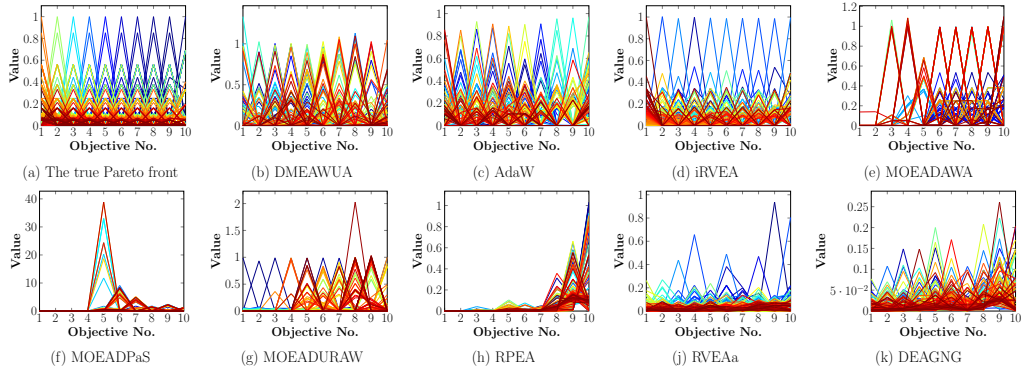 Value
1
0.8
0.6
0.4
0.2
0
1 2 3 4 5 6 7 8 9 10
Objective No.
(a) The true Pareto front
Value
1
0.5
0
1 2 3 4 5 6 7 8 9 10
Objective No.
(b) DMEAWUA
Value
1
0.8
0.6
0.4
0.2
0
1 2 3 4 5 6 7 8 9 10
Objective No.
(c) AdaW
Value
1
0.8
0.6
0.4
0.2
0
1 2 3 4 5 6 7 8 9 10
Objective No.
(d) iRVEA
Value
1.2
1
0.8
0.6
0.4
0.2
0
1 2 3 4 5 6 7 8 9 10
Objective No.
(e) MOEADAWA
Value
40
30
20
10
0
1 2 3 4 5 6 7 8 9 10
Objective No.
(f) MOEADPaS
Value
2
1.5
1
0.5
0
1 2 3 4 5 6 7 8 9 10
Objective No.
(g) MOEADURAW
Value
1
0.8
0.6
0.4
0.2
0
1 2 3 4 5 6 7 8 9 10
Objective No.
(h) RPEA
Value
1
0.8
0.6
0.4
0.2
0
1 2 3 4 5 6 7 8 9 10
Objective No.
(j) RVEAa
Value
0.25
0.2
0.15
0.1
5 · 10⁻²
0
1 2 3 4 5 6 7 8 9 10
Objective No.
(k) DEAGNG